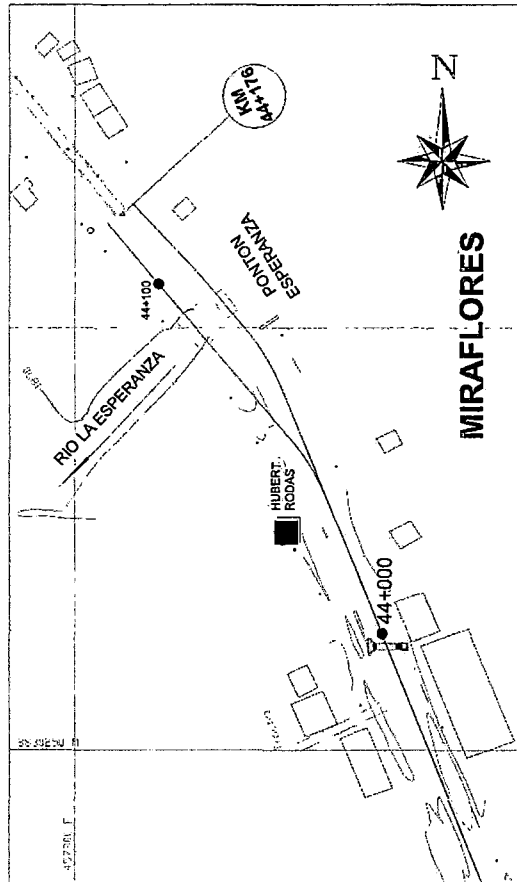 KM
44+176
N
PONTON
ESPERANZA
44+100
RIO LA ESPERANZA
MIRAFLORES
HUBERT
RODAS
44+000